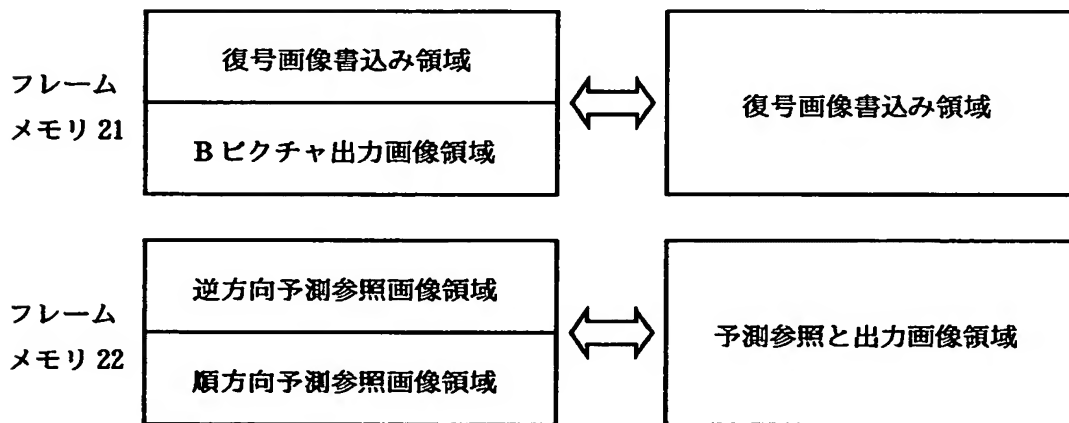 フレーム
メモリ 21
復号画像書込み領域
B ピクチャ出力画像領域
復号画像書込み領域
フレーム
メモリ 22
逆方向予測参照画像領域
順方向予測参照画像領域
予測参照と出力画像領域